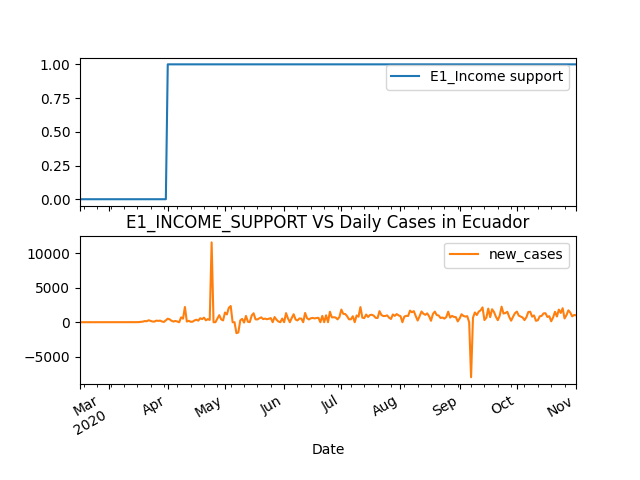 1.00
E1_Income support
0.75
0.50
0.25
0.00
E1_INCOME_SUPPORT VS Daily Cases in Ecuador
10000
new_cases
5000
0
−5000
Mar
2020
Apr
May
Jun
Jul
Aug
Sep
Oct
Nov
Date